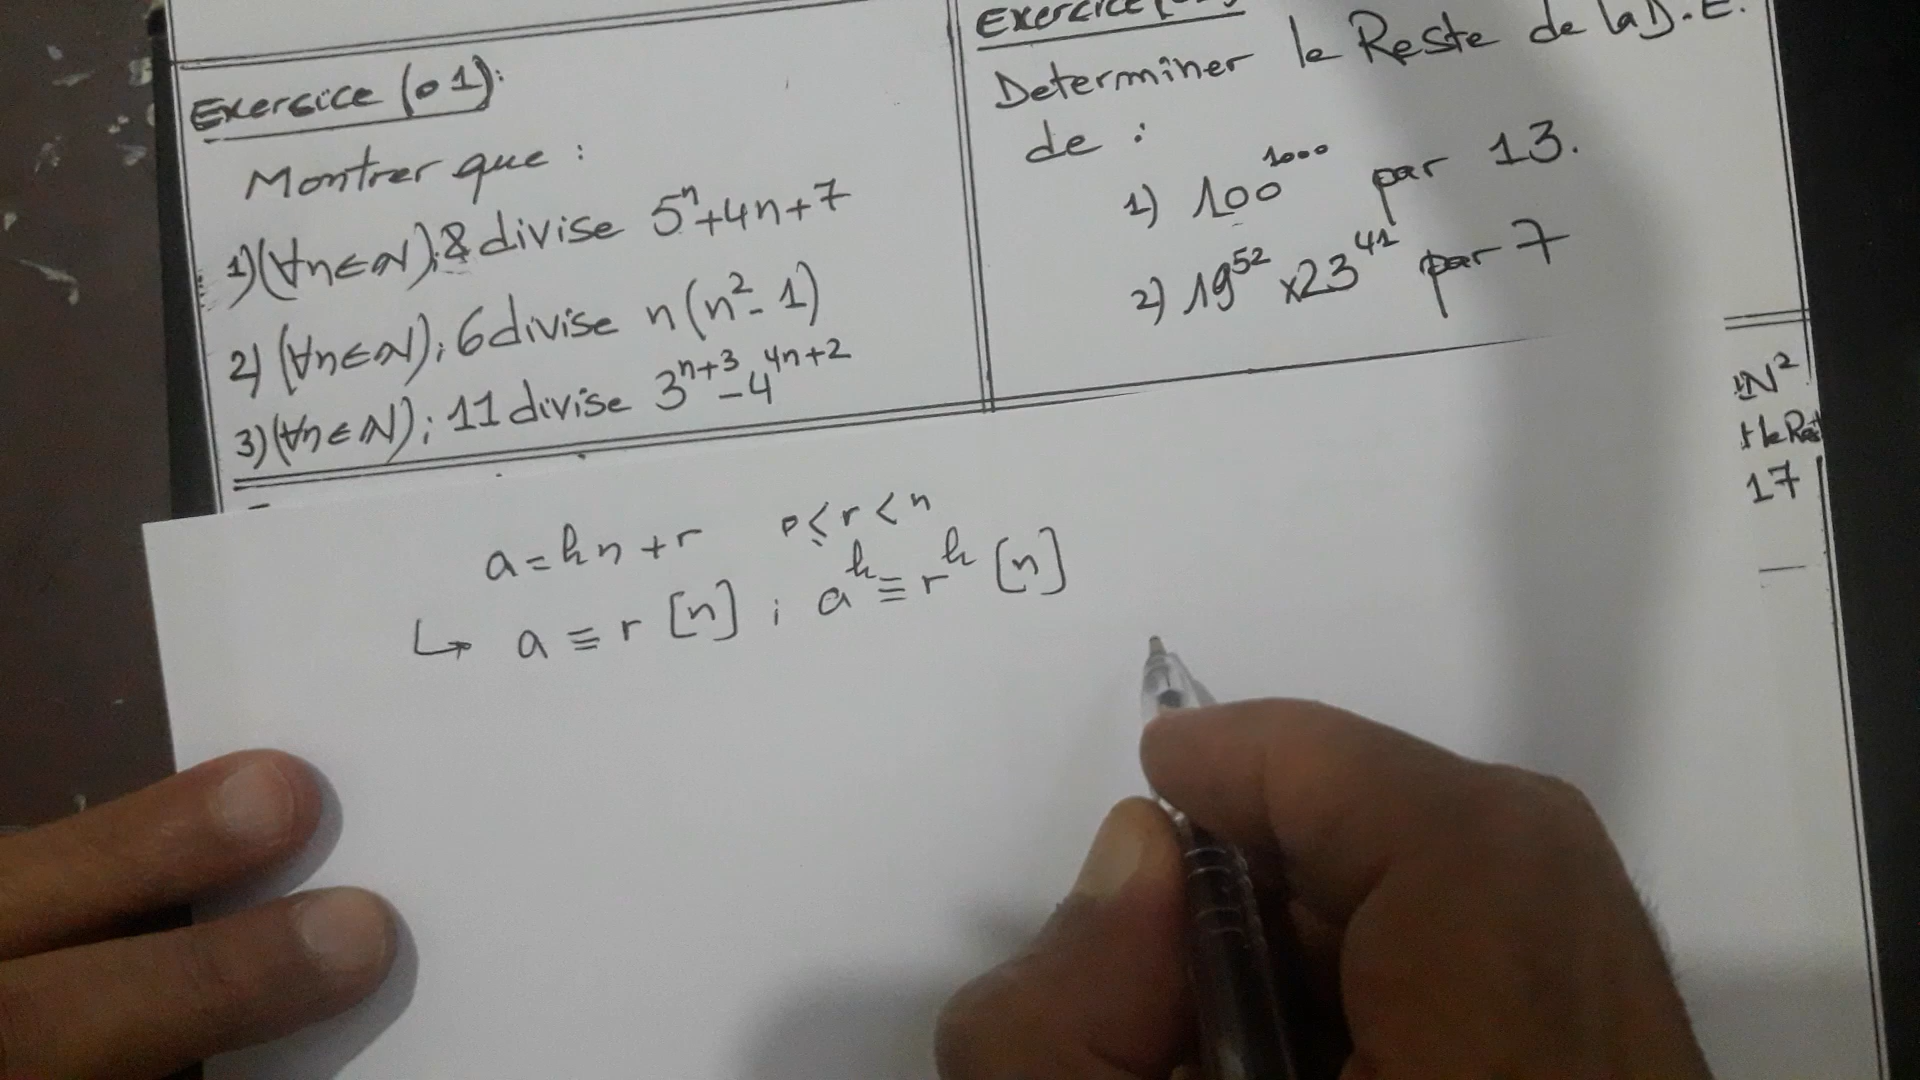 Exersice (01):
Montrer que :
1) (∀n∈ℕ); 8 divise 5ⁿ+4n+7
2) (∀n∈ℕ); 6 divise n(n²-1)
3) (∀n∈ℕ); 11 divise 3ⁿ⁺³-4⁴ⁿ⁺²
Exercice
Determiner le Reste de la D.E.
de :
1) 100¹⁰⁰⁰ par 13.
2) 19⁵²×23⁴¹ par 7
ℕ²
le
17
a=kn+r 0≤r<n
↳ a≡r [n] ; aᵏ≡rᵏ [n]